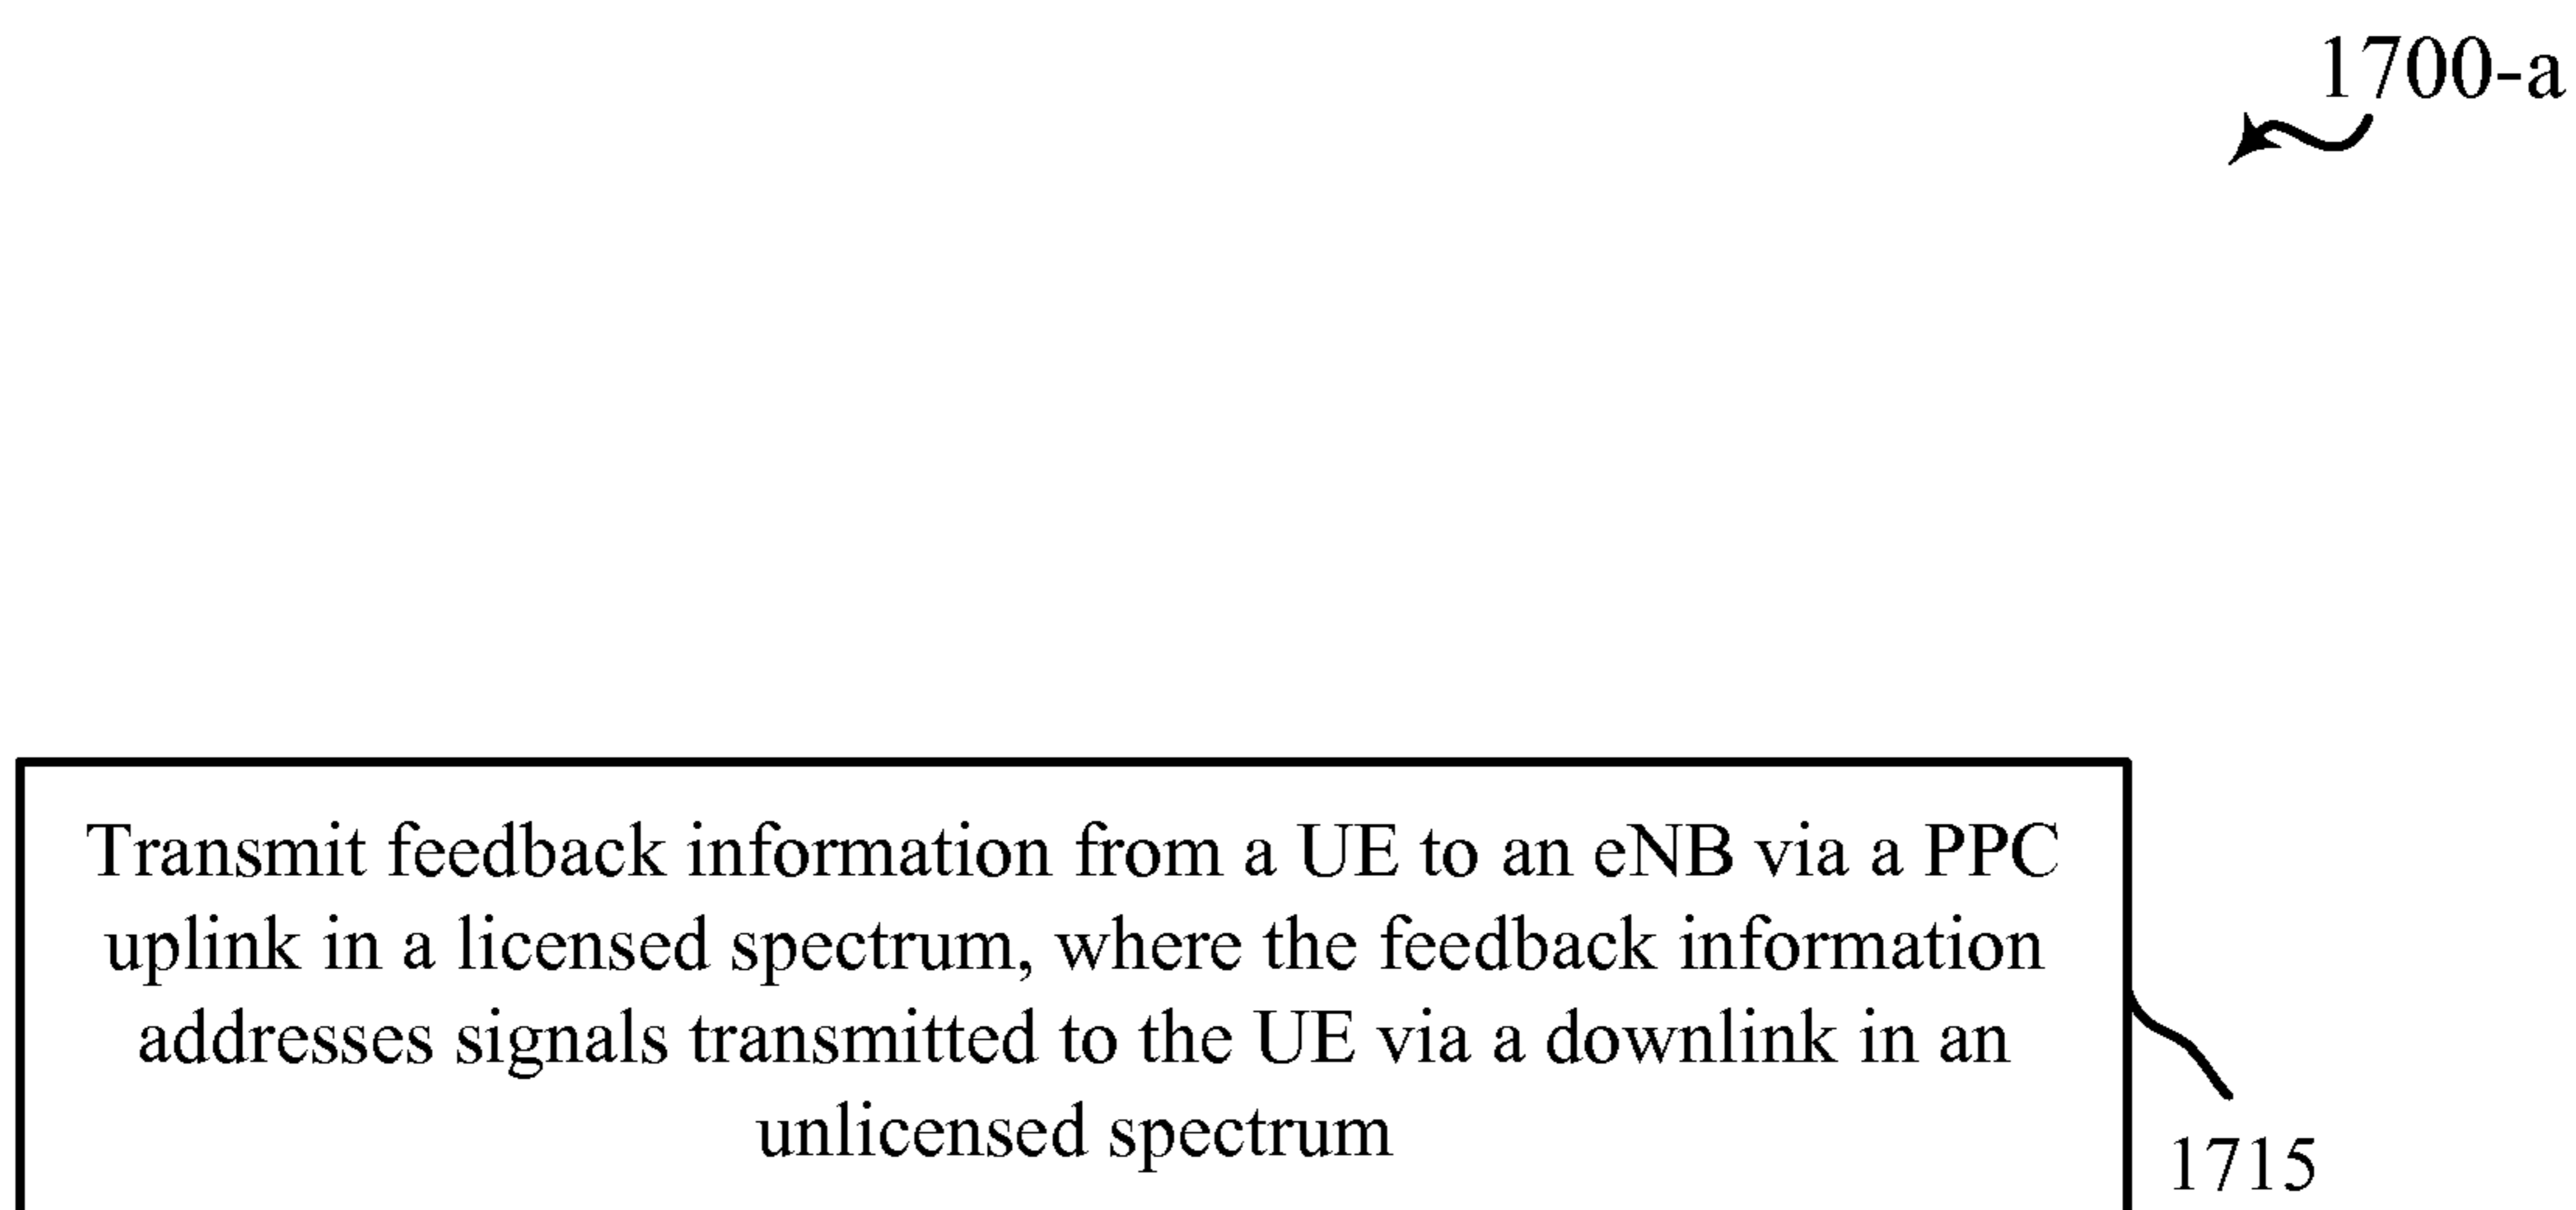 1700-a
Transmit feedback information from a UE to an eNB via a PPC
uplink in a licensed spectrum, where the feedback information
addresses signals transmitted to the UE via a downlink in an
unlicensed spectrum
1715